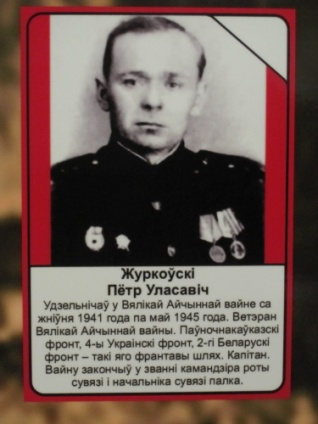 Журкоўскі
Пётр Уласавіч
Удзельнічаў у Вялікай Айчыннай вайне са
жніўня 1941 года па май 1945 года. Ветэран
Вялікай Айчыннай вайны. Паўночнакаўказскі
фронт, 4-ы Украінскі фронт, 2-гі Беларускі
фронт – такі яго франтавы шлях. Капітан.
Вайну закончыў у званні камандзіра роты
сувязі і начальніка сувязі палка.